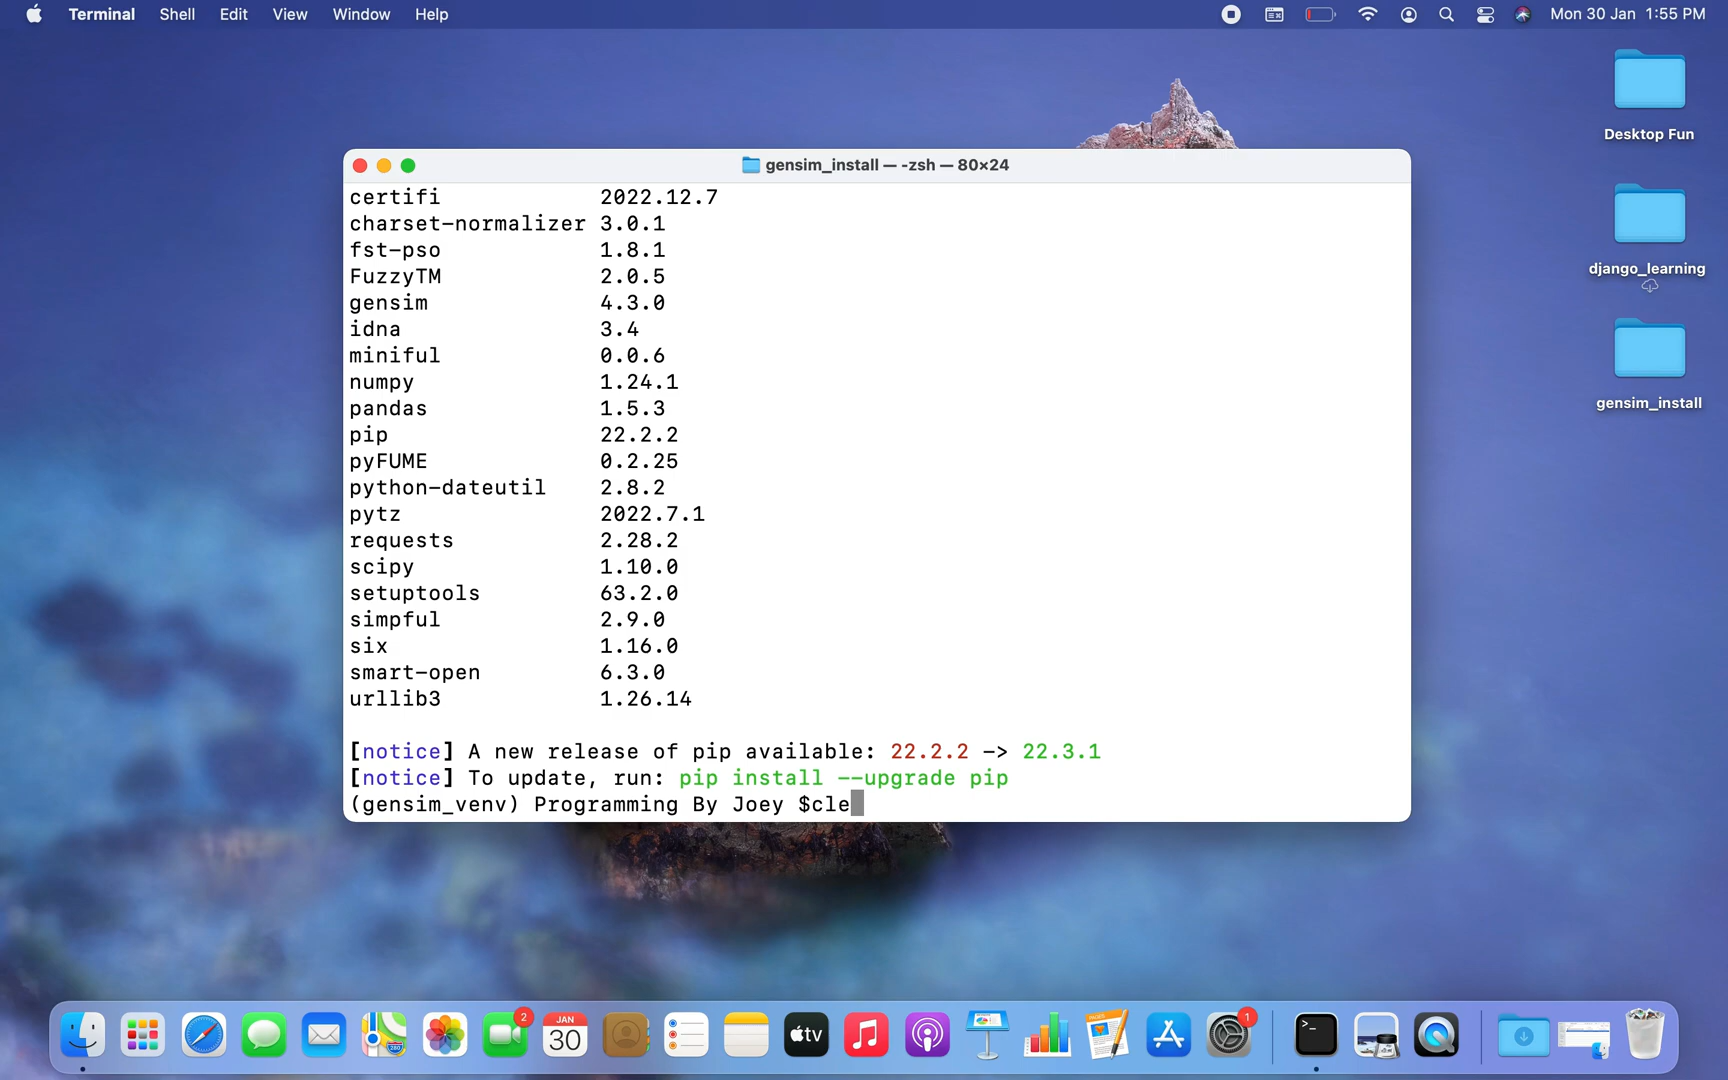 Terminal Shell Edit View Window Help Mon 30 Jan 1:55 PM
Desktop Fun
django_learning
gensim_install
gensim_install — -zsh — 80×24
certifi 2022.12.7
charset-normalizer 3.0.1
fst-pso 1.8.1
FuzzyTM 2.0.5
gensim 4.3.0
idna 3.4
miniful 0.0.6
numpy 1.24.1
pandas 1.5.3
pip 22.2.2
pyFUME 0.2.25
python-dateutil 2.8.2
pytz 2022.7.1
requests 2.28.2
scipy 1.10.0
setuptools 63.2.0
simpful 2.9.0
six 1.16.0
smart-open 6.3.0
urllib3 1.26.14
[notice] A new release of pip available: 22.2.2 -> 22.3.1
[notice] To update, run: pip install --upgrade pip
(gensim_venv) Programming By Joey $cle
2
JAN
30
tv
1
>_
280